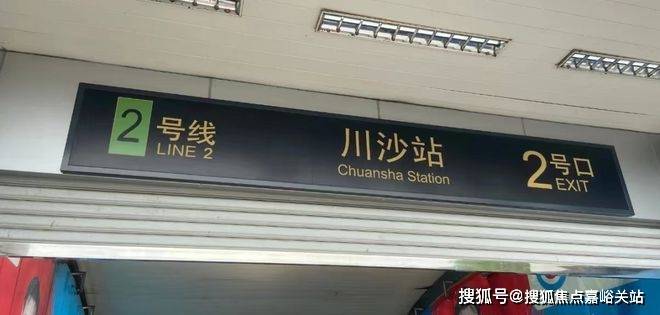 2号线
LINE 2
川沙站
Chuansha Station
2号口
EXIT
搜狐号@搜狐焦点嘉峪关站